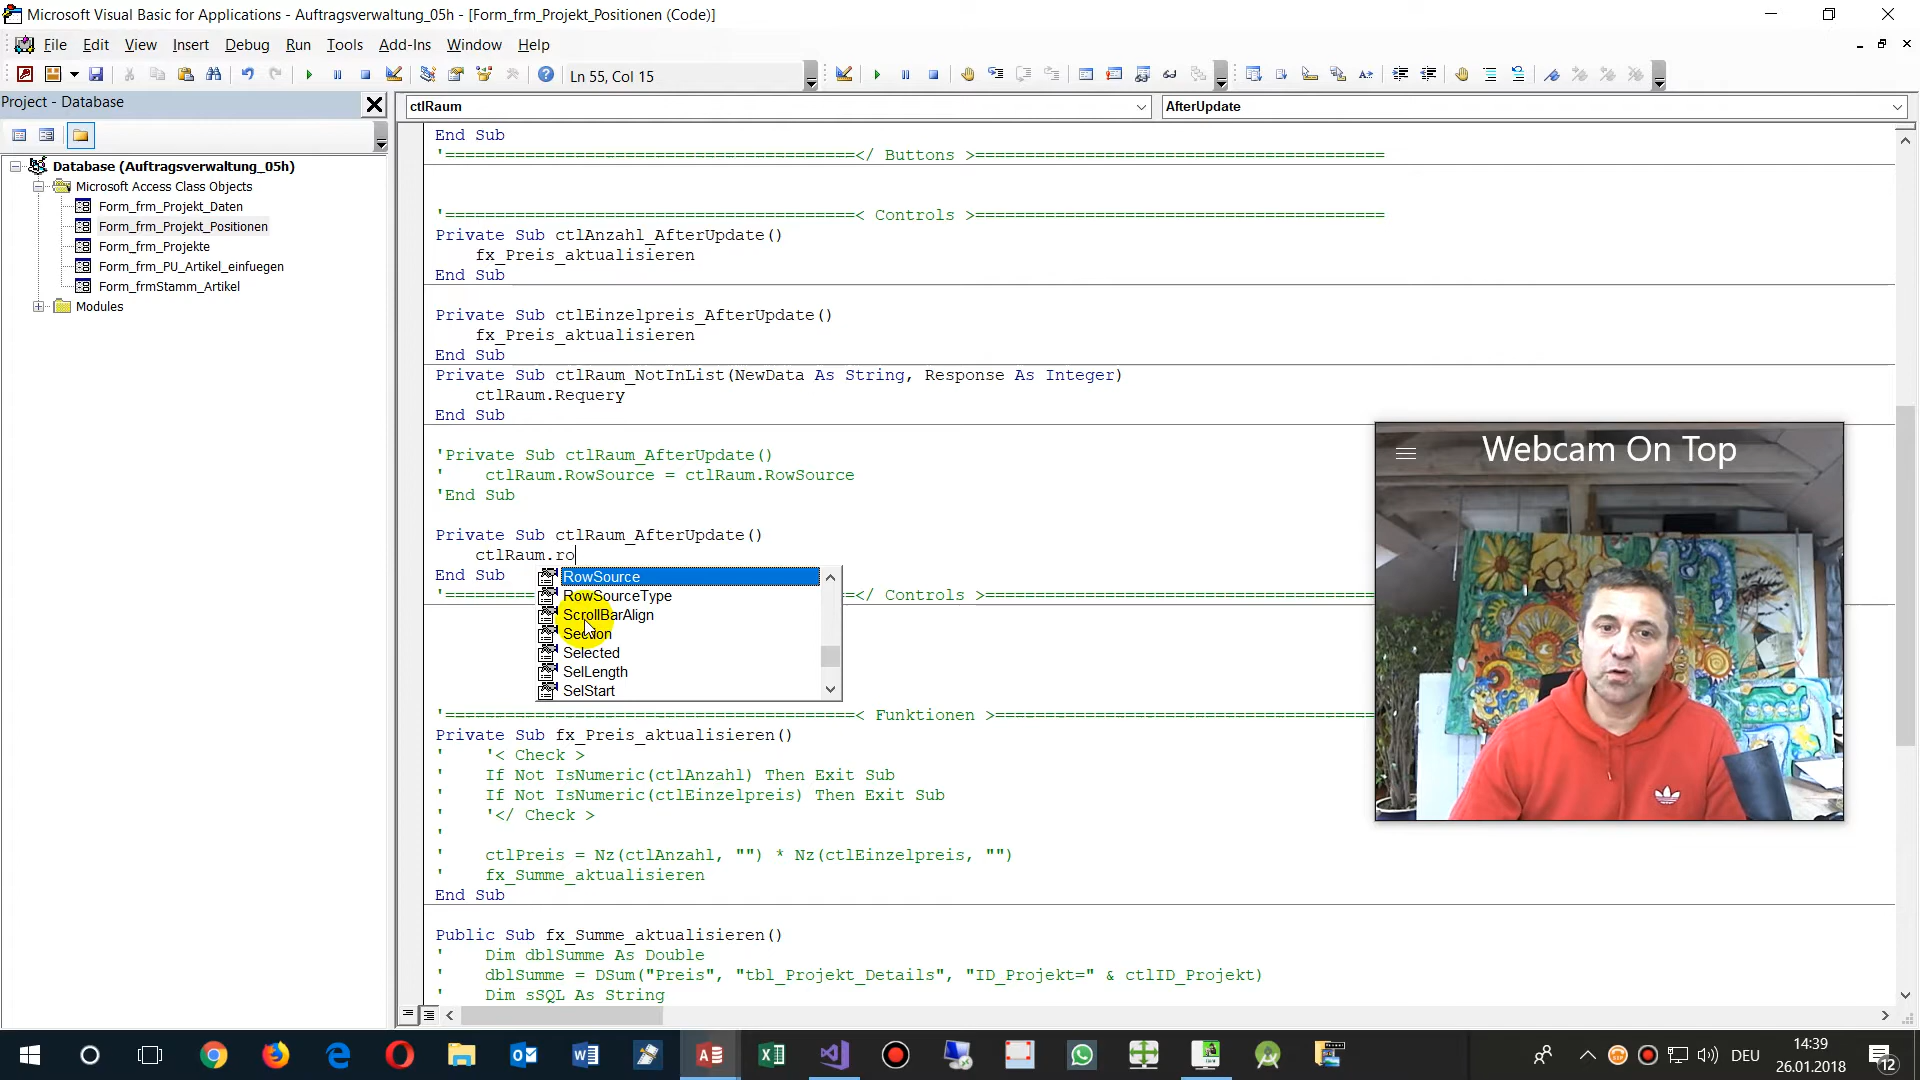 Microsoft Visual Basic for Applications - Auftragsverwaltung_05h - [Form_frm_Projekt_Positionen (Code)]
File Edit View Insert Debug Run Tools Add-Ins Window Help
Ln 55, Col 15
Project - Database
ctlRaum
AfterUpdate
Database (Auftragsverwaltung_05h)
Microsoft Access Class Objects
Form_frm_Projekt_Daten
Form_frm_Projekt_Positionen
Form_frm_Projekte
Form_frm_PU_Artikel_einfuegen
Form_frmStamm_Artikel
Modules
End Sub
'=========================================</ Buttons >=========================================
'=========================================< Controls >=========================================
Private Sub ctlAnzahl_AfterUpdate()
fx_Preis_aktualisieren
End Sub
Private Sub ctlEinzelpreis_AfterUpdate()
fx_Preis_aktualisieren
End Sub
Private Sub ctlRaum_NotInList(NewData As String, Response As Integer)
ctlRaum.Requery
End Sub
'Private Sub ctlRaum_AfterUpdate()
'    ctlRaum.RowSource = ctlRaum.RowSource
'End Sub
Private Sub ctlRaum_AfterUpdate()
ctlRaum.ro
End Sub
'=========</ Controls >=======================================
RowSource
RowSourceType
ScrollBarAlign
Section
Selected
SelLength
SelStart
'=========================================< Funktionen >======================================
Private Sub fx_Preis_aktualisieren()
'    '< Check >
'    If Not IsNumeric(ctlAnzahl) Then Exit Sub
'    If Not IsNumeric(ctlEinzelpreis) Then Exit Sub
'    '</ Check >
'
'    ctlPreis = Nz(ctlAnzahl, "") * Nz(ctlEinzelpreis, "")
'    fx_Summe_aktualisieren
End Sub
Public Sub fx_Summe_aktualisieren()
'    Dim dblSumme As Double
'    dblSumme = DSum("Preis", "tbl_Projekt_Details", "ID_Projekt=" & ctlID_Projekt)
'    Dim sSQL As String
Webcam On Top
DEU
14:39
26.01.2018
12